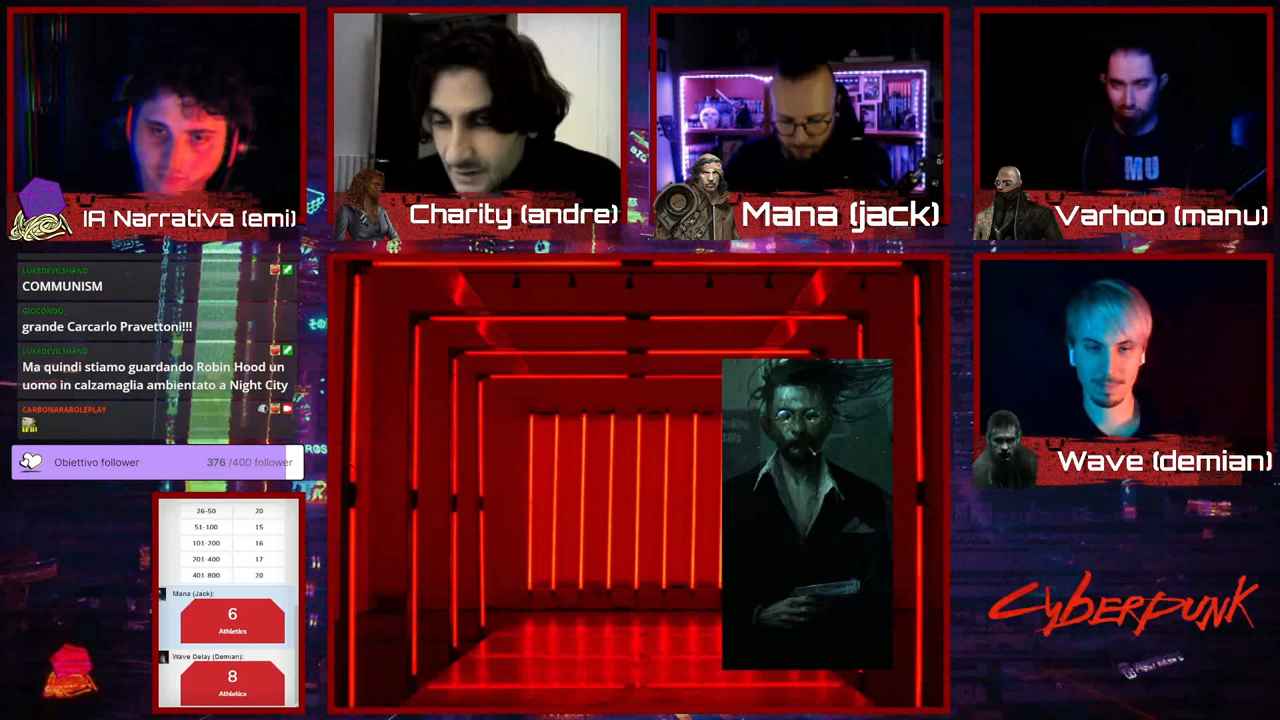 IA Narrativa (emi)
Charity (andre)
Mana (jack)
Varhoo (manu)
MU
LUKEDEVILSHAND
COMMUNISM
GIOCONDO_
grande Carcarlo Pravettoni!!!
LUKEDEVILSHAND
Ma quindi stiamo guardando Robin Hood un
uomo in calzamaglia ambientato a Night City
CARBONARAROLEPLAY
Obiettivo follower 376 /400 follower
Wave (demian)
26-50 20
51-100 15
101-200 16
201-400 17
401-800 20
Mana (Jack):
6
Athletics
Wave Delay (Demian):
8
Athletics
CYBERPUNK